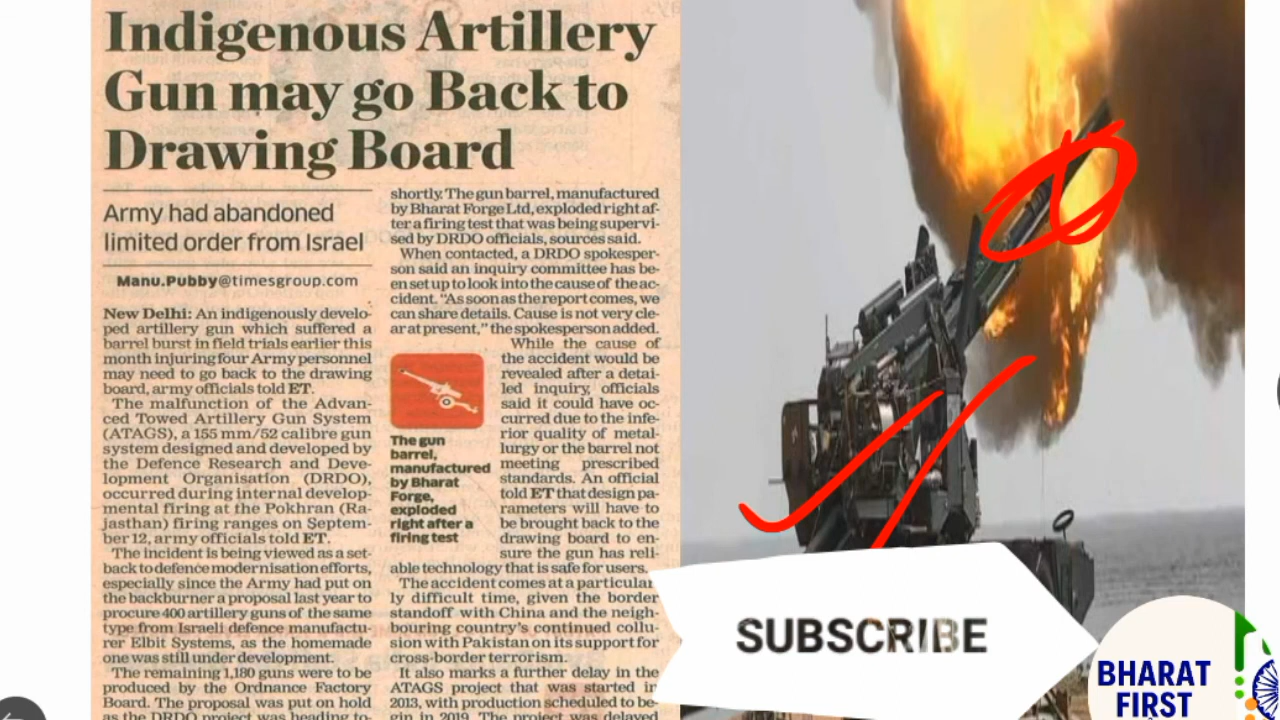 Indigenous Artillery
Gun may go Back to
Drawing Board
Army had abandoned
limited order from Israel
Manu.Pubby@timesgroup.com
New Delhi: An indigenously develo-
ped artillery gun which suffered a
barrel burst in field trials earlier this
month injuring four Army personnel
may need to go back to the drawing
board, army officials told ET.
The malfunction of the Advan-
ced Towed Artillery Gun System
(ATAGS), a 155 mm/52 calibre gun
system designed and developed by
the Defence Research and Deve-
lopment Organisation (DRDO),
occurred during internal develop-
mental firing at the Pokhran (Ra-
jasthan) firing ranges on Septem-
ber 12, army officials told ET.
The incident is being viewed as a set-
back to defence modernisation efforts,
especially since the Army had put on
the backburner a proposal last year to
procure 400 artillery guns of the same
type from Israeli defence manufactu-
rer Elbit Systems, as the homemade
one was still under development.
The remaining 1,180 guns were to be
produced by the Ordnance Factory
Board. The proposal was put on hold
as the DRDO project was heading to-
shortly. The gun barrel, manufactured
by Bharat Forge Ltd, exploded right af-
ter a firing test that was being supervi-
sed by DRDO officials, sources said.
When contacted, a DRDO spokesper-
son said an inquiry committee has be-
en set up to look into the cause of the ac-
cident. “As soon as the report comes, we
can share details. Cause is not very cle-
ar at present,” the spokesperson added.
While the cause of
the accident would be
revealed after a detai-
led inquiry, officials
said it could have oc-
curred due to the infe-
rior quality of metal-
lurgy or the barrel not
meeting prescribed
standards. An official
told ET that design pa-
rameters will have to
be brought back to the
drawing board to en-
sure the gun has reli-
able technology that is safe for users.
The accident comes at a particular-
ly difficult time, given the border
standoff with China and the neigh-
bouring country's continued collu-
sion with Pakistan on its support for
cross-border terrorism.
It also marks a further delay in the
ATAGS project that was started in
2013, with production scheduled to be-
gin in 2019. The project was delayed
The gun
barrel,
manufactured
by Bharat
Forge,
exploded
right after a
firing test
SUBSCRIBE
BHARAT
FIRST